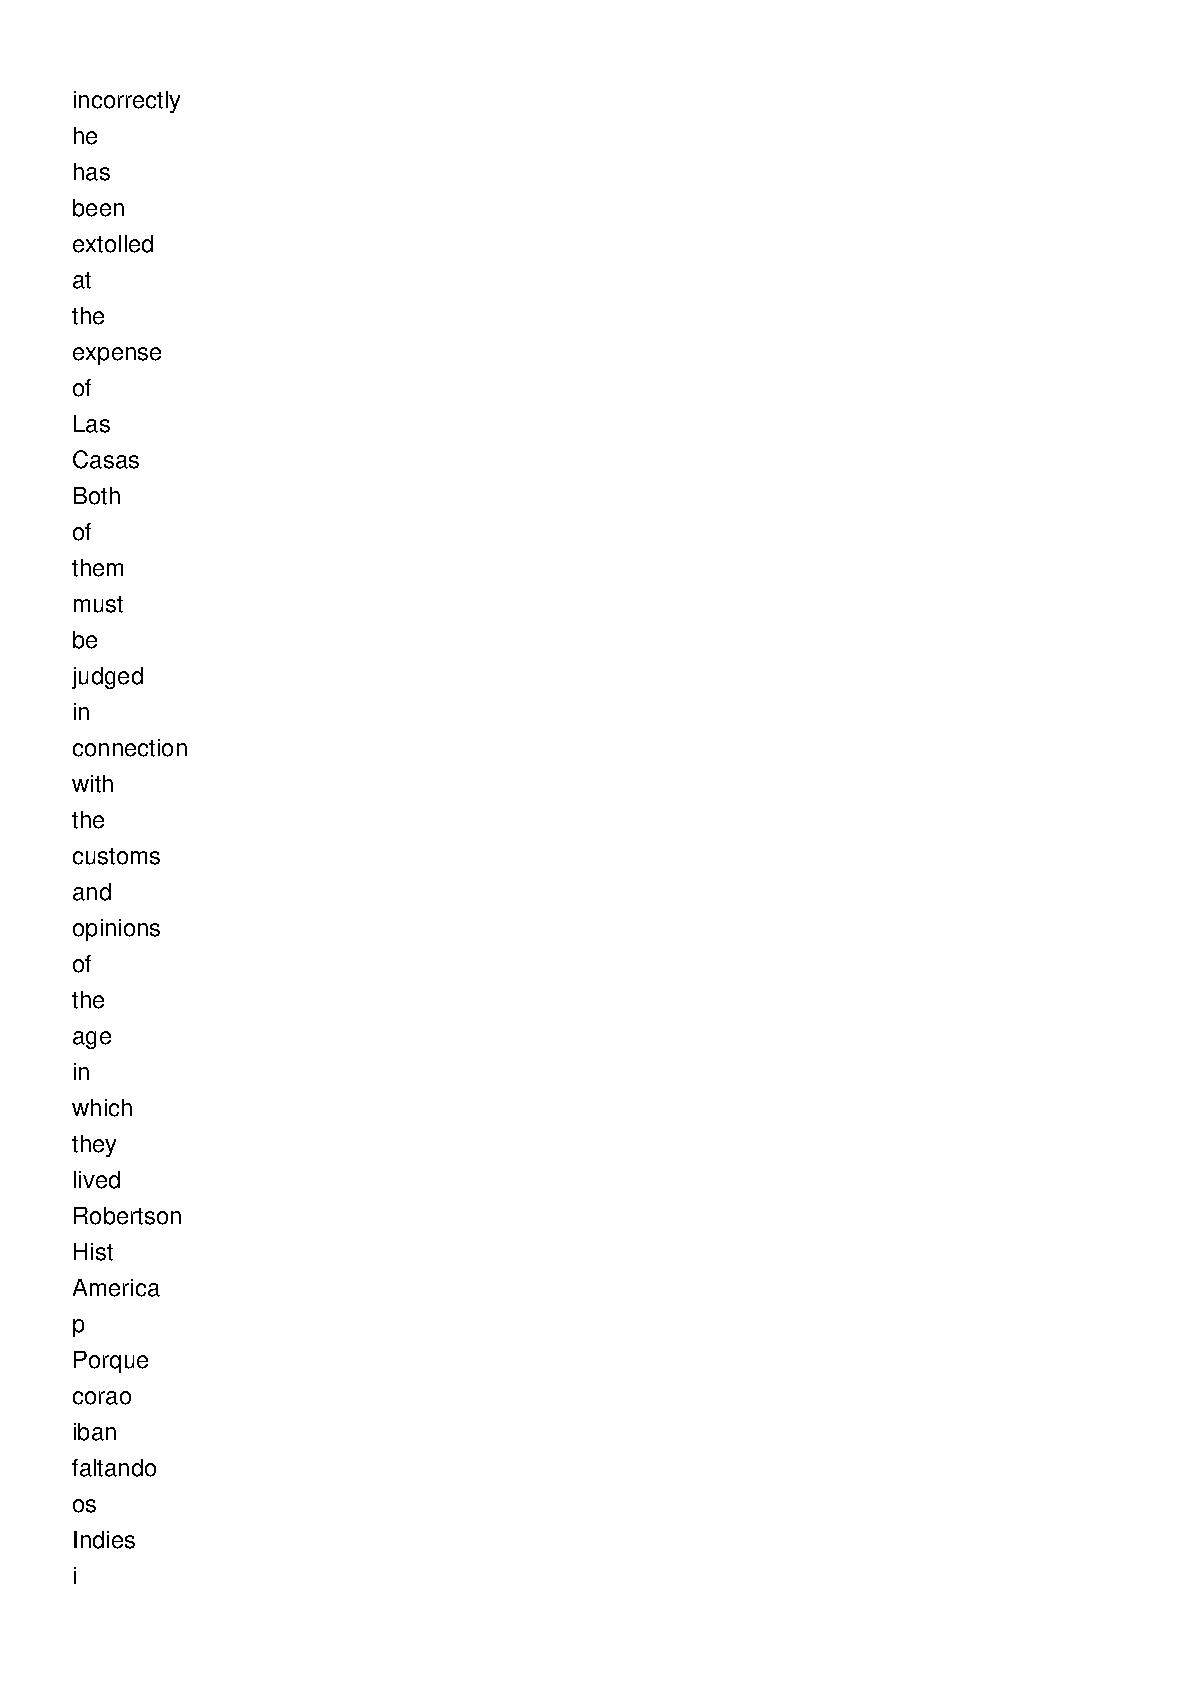 incorrectly
he
has
been
extolled
at
the
expense
of
Las
Casas
Both
of
them
must
be
judged
in
connection
with
the
customs
and
opinions
of
the
age
in
which
they
lived
Robertson
Hist
America
p
Porque
corao
iban
faltando
os
Indies
i